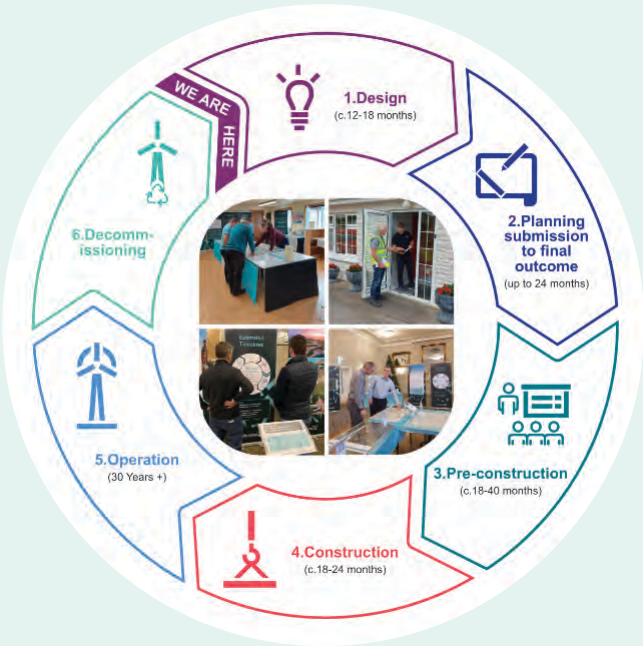 WE ARE
HERE
1.Design
(c.12-18 months)
2.Planning
submission
to final
outcome
(up to 24 months)
3.Pre-construction
(c.18-40 months)
4.Construction
(c.18-24 months)
5.Operation
(30 Years +)
6.Decomm-
issioning